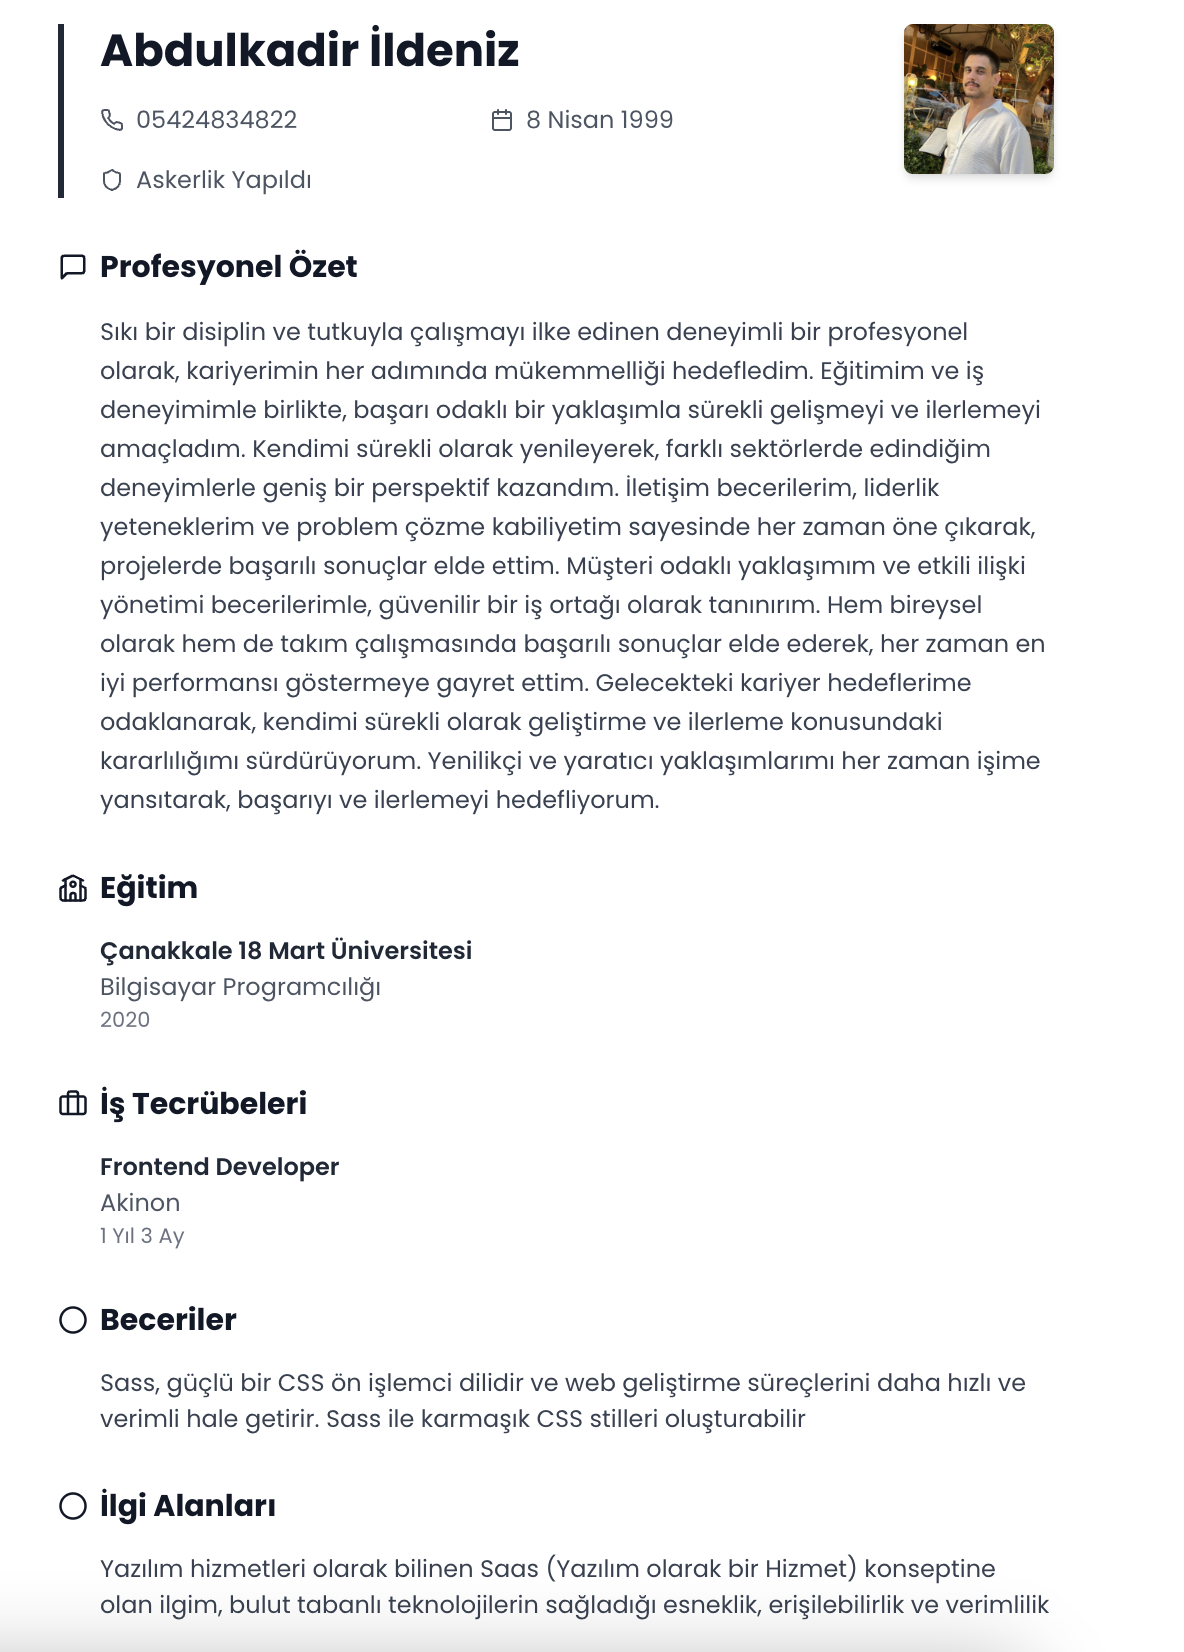 Abdulkadir İldeniz
05424834822
8 Nisan 1999
Askerlik Yapıldı
Profesyonel Özet
Sıkı bir disiplin ve tutkuyla çalışmayı ilke edinen deneyimli bir profesyonel
olarak, kariyerimin her adımında mükemmelliği hedefledim. Eğitimim ve iş
deneyimimle birlikte, başarı odaklı bir yaklaşımla sürekli gelişmeyi ve ilerlemeyi
amaçladım. Kendimi sürekli olarak yenileyerek, farklı sektörlerde edindiğim
deneyimlerle geniş bir perspektif kazandım. İletişim becerilerim, liderlik
yeteneklerim ve problem çözme kabiliyetim sayesinde her zaman öne çıkarak,
projelerde başarılı sonuçlar elde ettim. Müşteri odaklı yaklaşımım ve etkili ilişki
yönetimi becerilerimle, güvenilir bir iş ortağı olarak tanınırım. Hem bireysel
olarak hem de takım çalışmasında başarılı sonuçlar elde ederek, her zaman en
iyi performansı göstermeye gayret ettim. Gelecekteki kariyer hedeflerime
odaklanarak, kendimi sürekli olarak geliştirme ve ilerleme konusundaki
kararlılığımı sürdürüyorum. Yenilikçi ve yaratıcı yaklaşımlarımı her zaman işime
yansıtarak, başarıyı ve ilerlemeyi hedefliyorum.
Eğitim
Çanakkale 18 Mart Üniversitesi
Bilgisayar Programcılığı
2020
İş Tecrübeleri
Frontend Developer
Akinon
1 Yıl 3 Ay
Beceriler
Sass, güçlü bir CSS ön işlemci dilidir ve web geliştirme süreçlerini daha hızlı ve
verimli hale getirir. Sass ile karmaşık CSS stilleri oluşturabilir
İlgi Alanları
Yazılım hizmetleri olarak bilinen Saas (Yazılım olarak bir Hizmet) konseptine
olan ilgim, bulut tabanlı teknolojilerin sağladığı esneklik, erişilebilirlik ve verimlilik